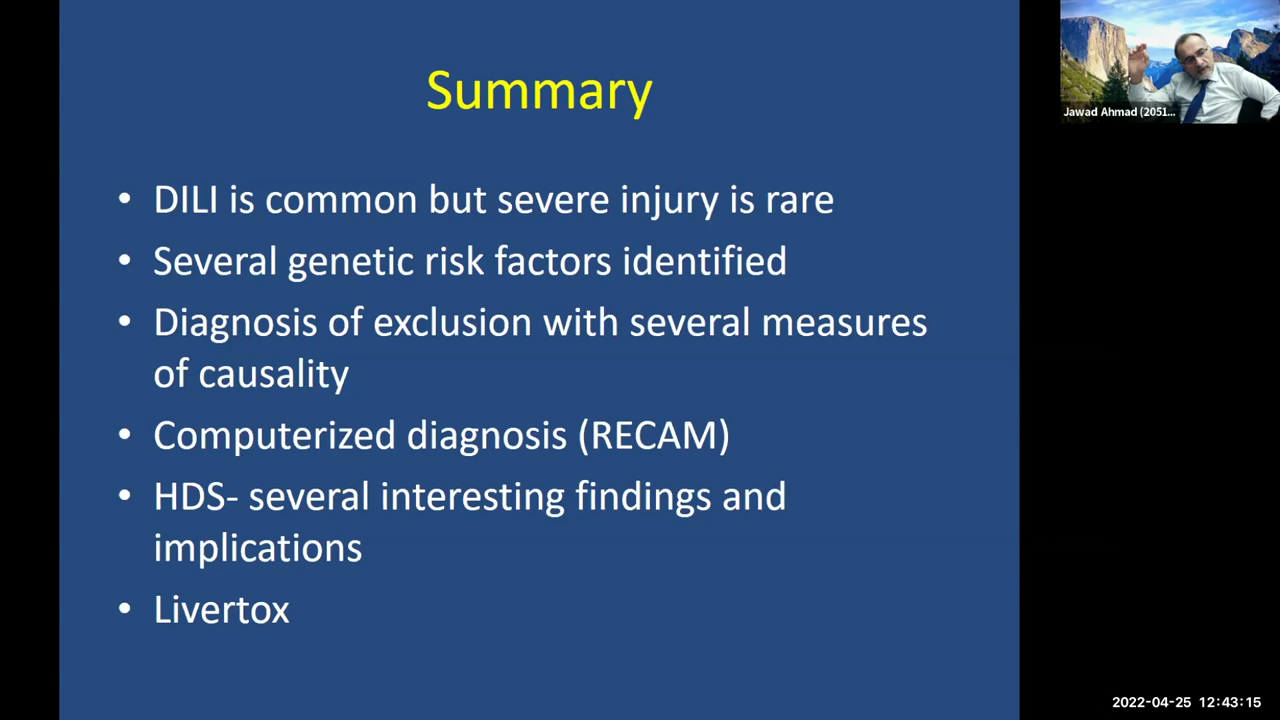 Summary
• DILI is common but severe injury is rare
• Several genetic risk factors identified
• Diagnosis of exclusion with several measures
of causality
• Computerized diagnosis (RECAM)
• HDS- several interesting findings and
implications
• Livertox
Jawad Ahmad (2051...
2022-04-25 12:43:15